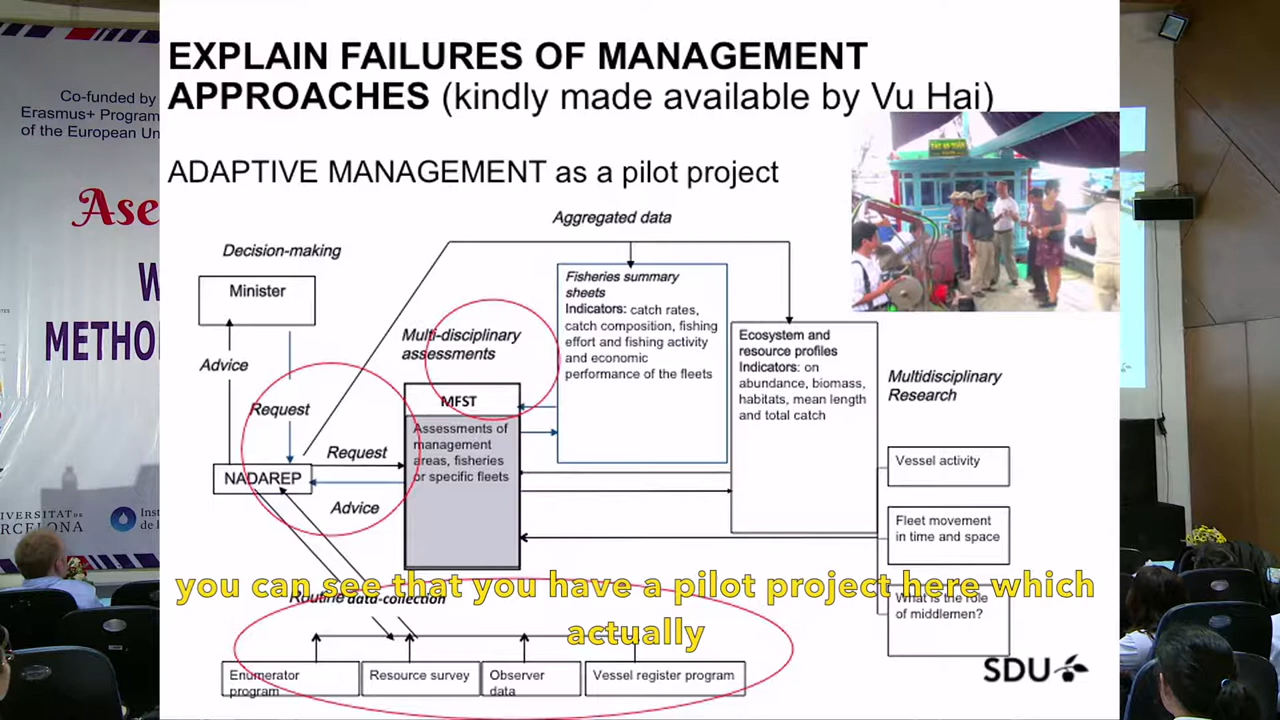 EXPLAIN FAILURES OF MANAGEMENT
APPROACHES (kindly made available by Vu Hai)
ADAPTIVE MANAGEMENT as a pilot project
Co-funded by
Erasmus+ Program
of the European Un
Ase
W
METHO
VERSITAT DE
RCELONA
Inst
de l
Aggregated data
Decision-making
Minister
Advice
Request
NADAREP
Request
Advice
Multi-disciplinary
assessments
MFST
Assessments of
management
areas, fisheries
or specific fleets
Fisheries summary
sheets
Indicators: catch rates,
catch composition, fishing
effort and fishing activity
and economic
performance of the fleets
Ecosystem and
resource profiles
Indicators: on
abundance, biomass,
habitats, mean length
and total catch
Multidisciplinary
Research
Vessel activity
Fleet movement
in time and space
What is the role
of middlemen?
Routine data-collection
Enumerator
program
Resource survey
Observer
data
Vessel register program
SDU
you can see that you have a pilot project here which
actually